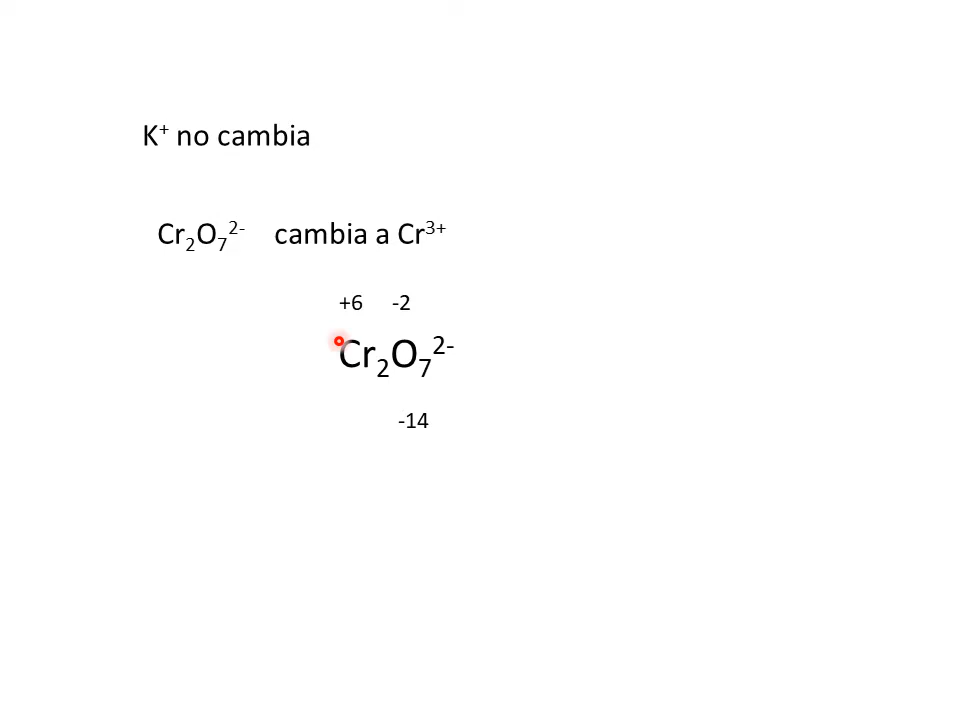 K⁺ no cambia
Cr₂O₇²⁻ cambia a Cr³⁺
+6 -2
Cr₂O₇²⁻
-14